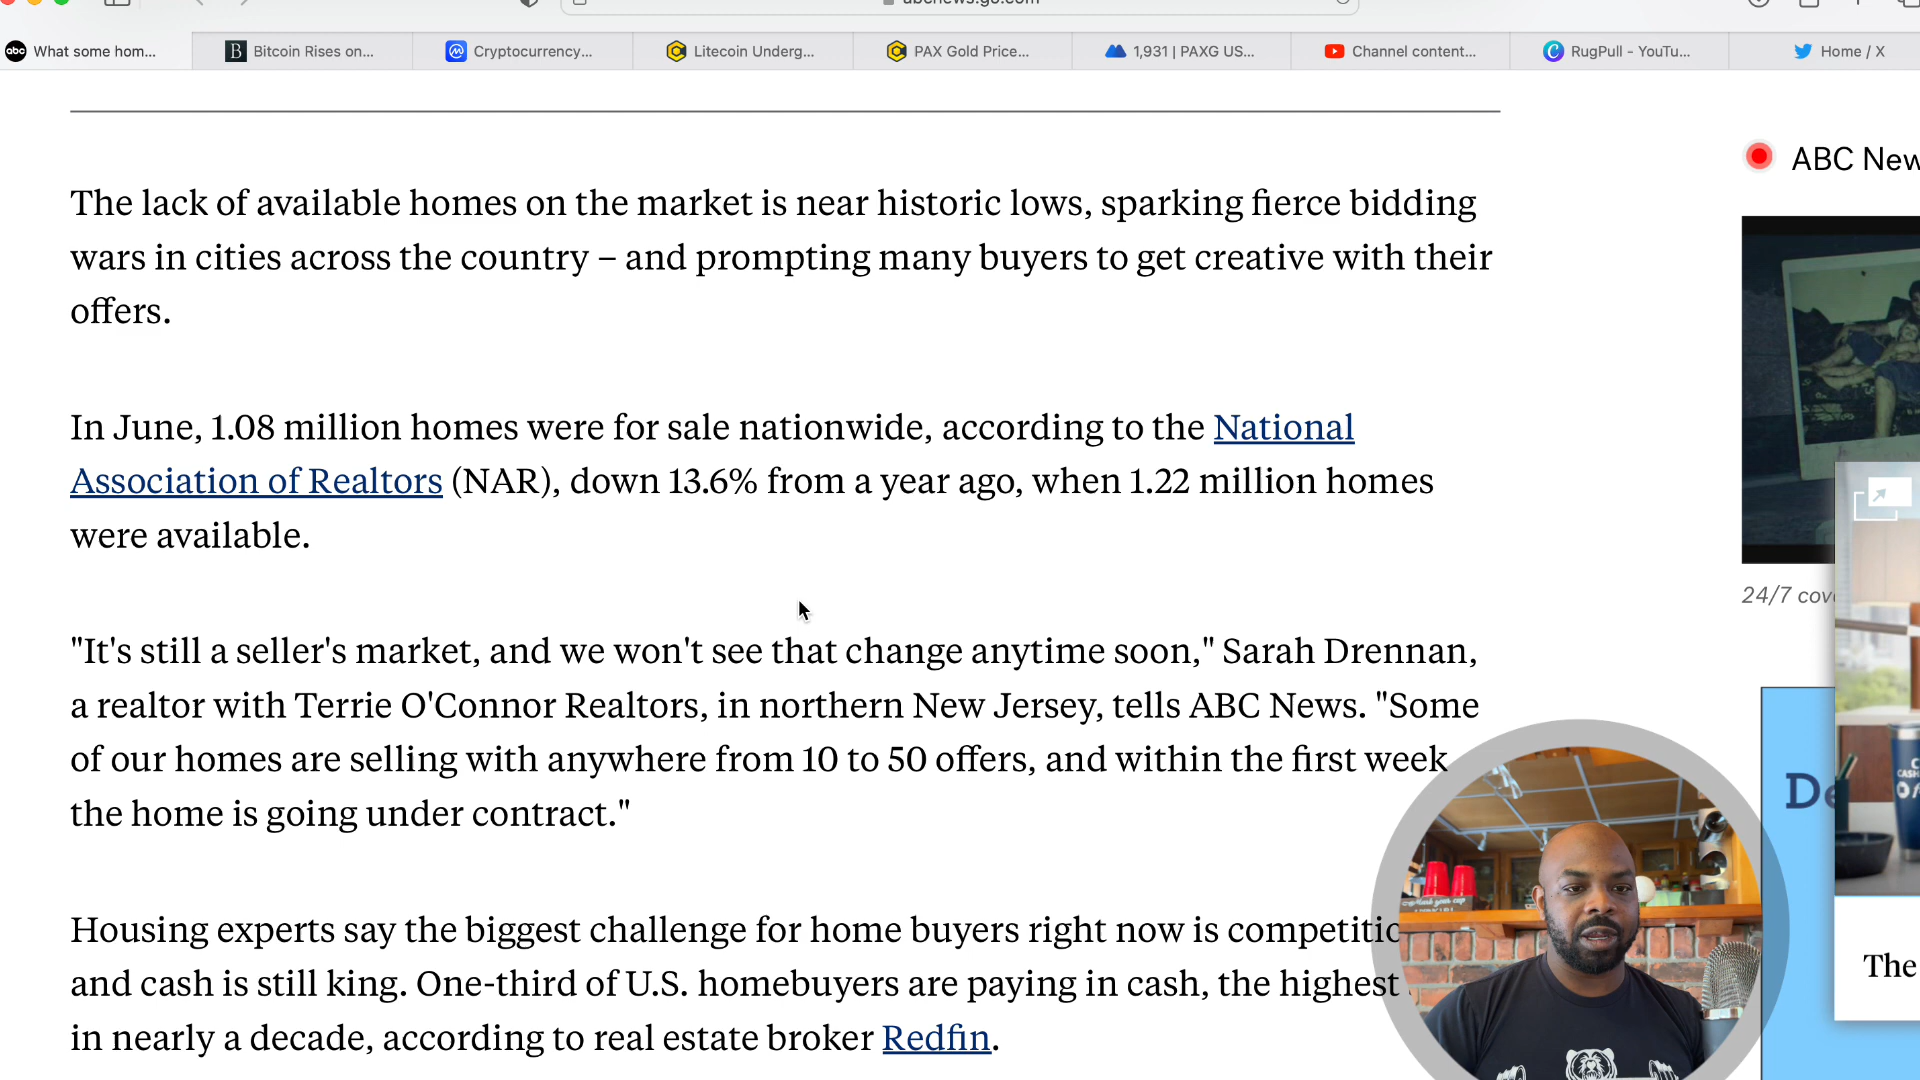 abcnews.go.com
abc What some hom...
B Bitcoin Rises on...
Cryptocurrency...
Litecoin Underg...
PAX Gold Price...
1,931 | PAXG US...
Channel content...
C RugPull - YouTu...
Home / X
The lack of available homes on the market is near historic lows, sparking fierce bidding
wars in cities across the country – and prompting many buyers to get creative with their
offers.
In June, 1.08 million homes were for sale nationwide, according to the National
Association of Realtors (NAR), down 13.6% from a year ago, when 1.22 million homes
were available.
"It's still a seller's market, and we won't see that change anytime soon," Sarah Drennan,
a realtor with Terrie O'Connor Realtors, in northern New Jersey, tells ABC News. "Some
of our homes are selling with anywhere from 10 to 50 offers, and within the first week
the home is going under contract."
Housing experts say the biggest challenge for home buyers right now is competitio
and cash is still king. One-third of U.S. homebuyers are paying in cash, the highest
in nearly a decade, according to real estate broker Redfin.
ABC New
24/7 cov
De
The